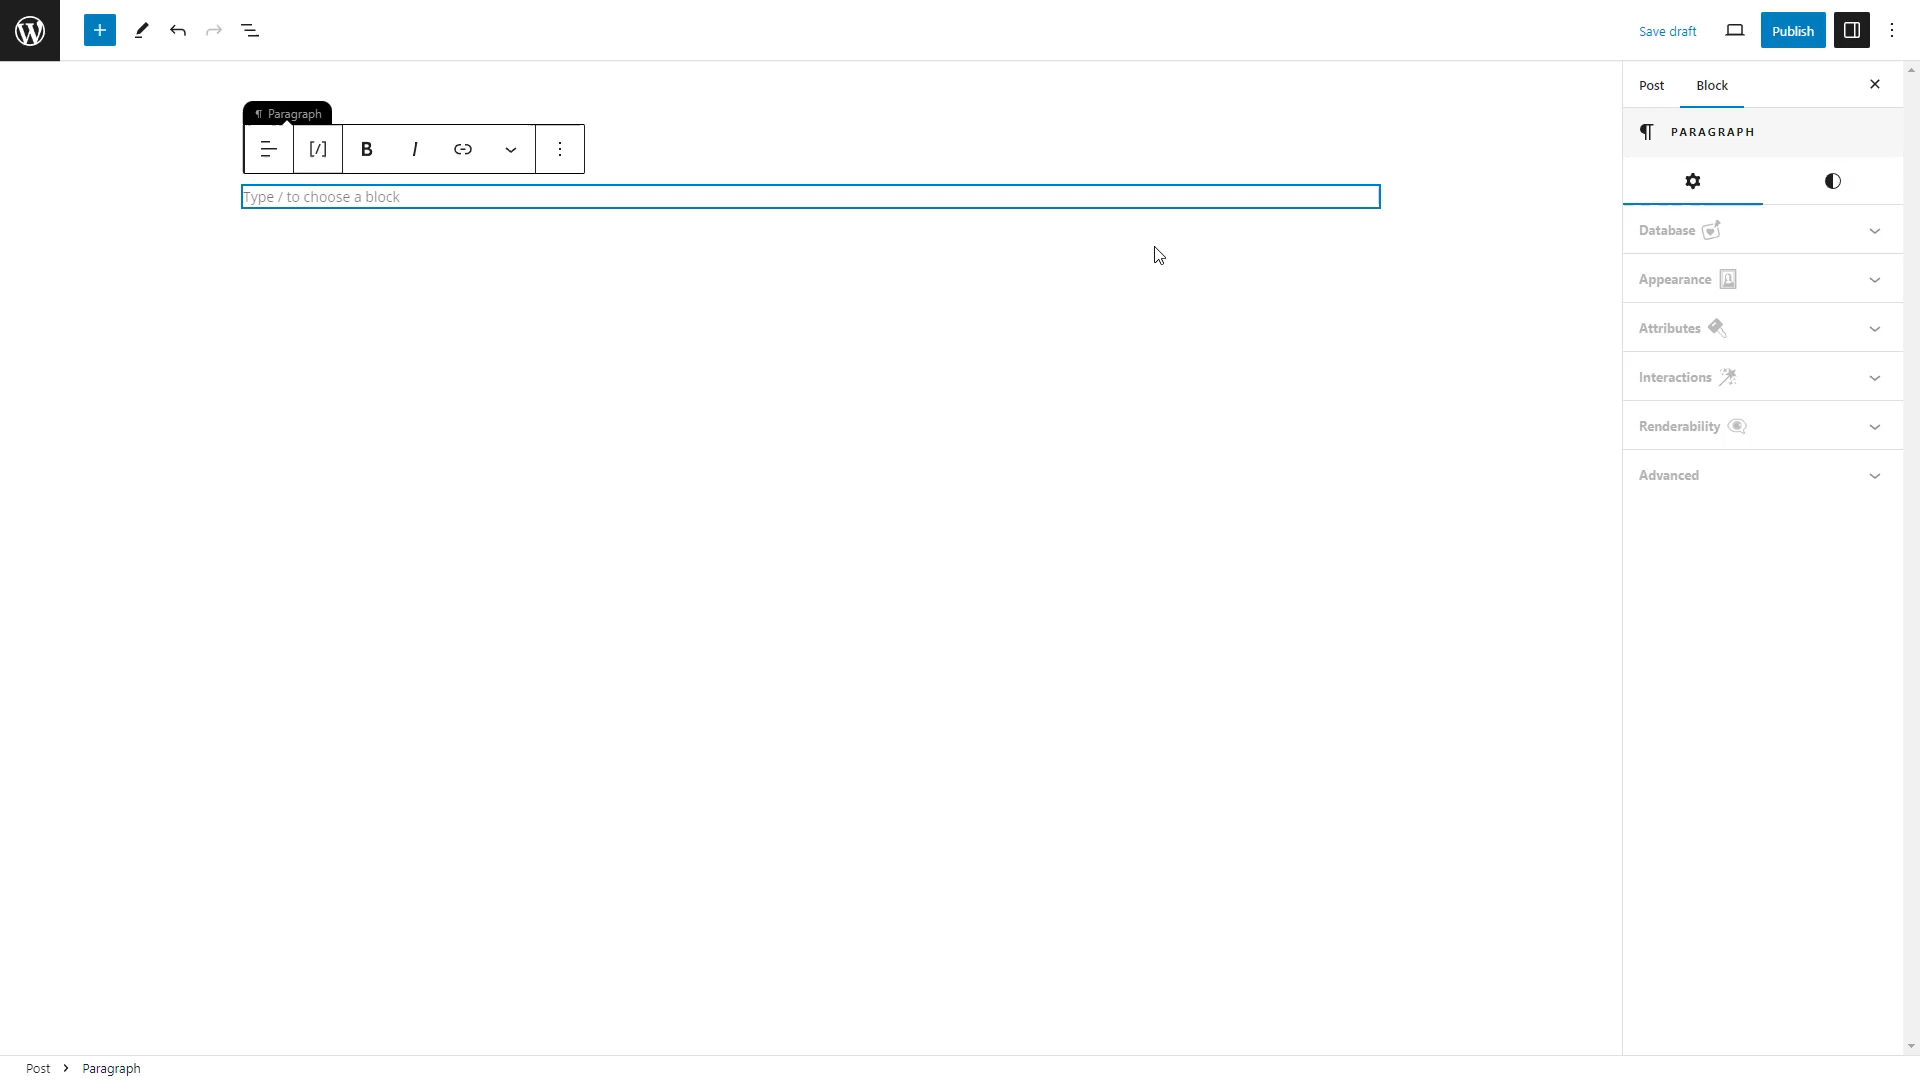 Save draft
Publish
Post
Block
Paragraph
[/]
B
I
Type / to choose a block
PARAGRAPH
Database
Appearance
Attributes
Interactions
Renderability
Advanced
Post
Paragraph